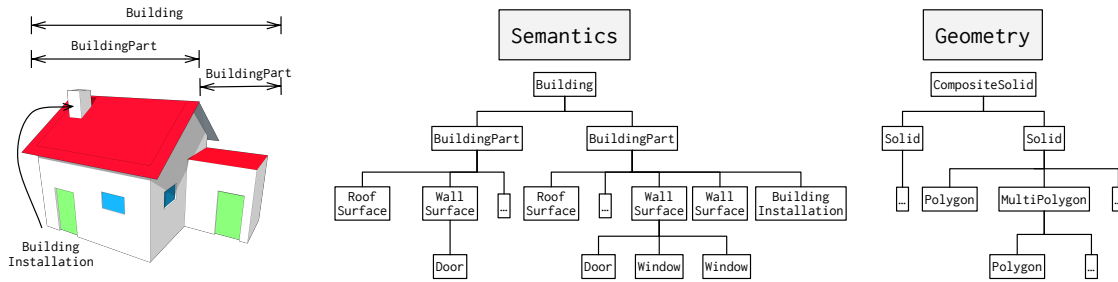 Building
BuildingPart
BuildingPart
Building
Installation
Semantics
Building
BuildingPart BuildingPart
Roof
Surface
Wall
Surface
…
Roof
Surface
…
Wall
Surface
Wall
Surface
Building
Installation
Door Door Window Window
Geometry
CompositeSolid
Solid Solid
… Polygon MultiPolygon …
Polygon …